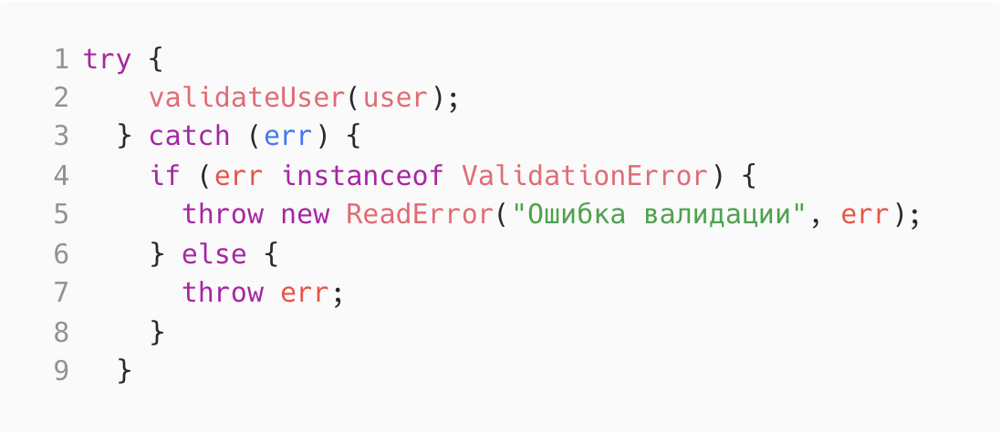 1 try {
2     validateUser(user);
3   } catch (err) {
4     if (err instanceof ValidationError) {
5       throw new ReadError("Ошибка валидации", err);
6     } else {
7       throw err;
8     }
9   }